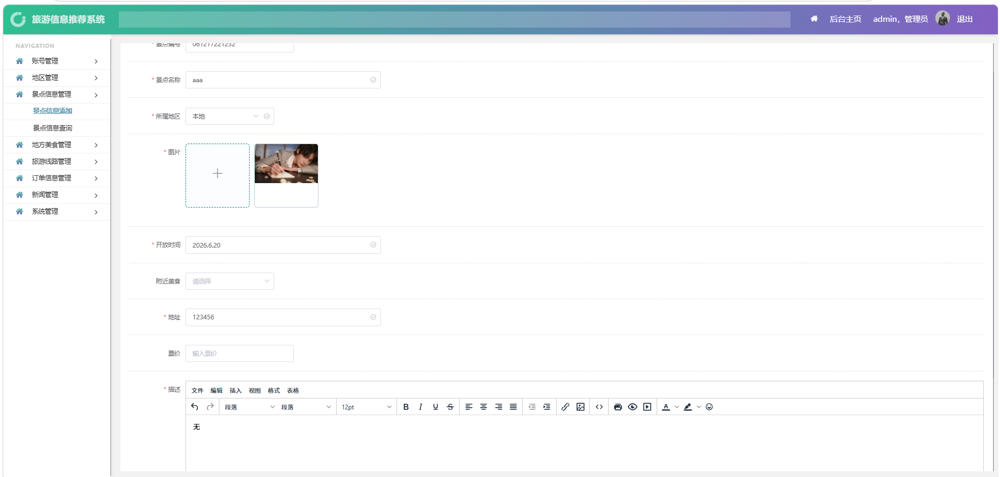 旅游信息推荐系统
后台主页 admin，管理员 退出
NAVIGATION
账号管理
地区管理
景点信息管理
景点信息添加
景点信息查询
地方美食管理
旅游线路管理
订单信息管理
新闻管理
系统管理
* 景点编号 061217221232
* 景点名称 aaa
* 所属地区 本地
* 图片
* 开放时间 2026.6.20
附近美食 请选择
* 地址 123456
票价 输入票价
* 描述 文件 编辑 插入 视图 格式 表格
段落 段落 12pt
无